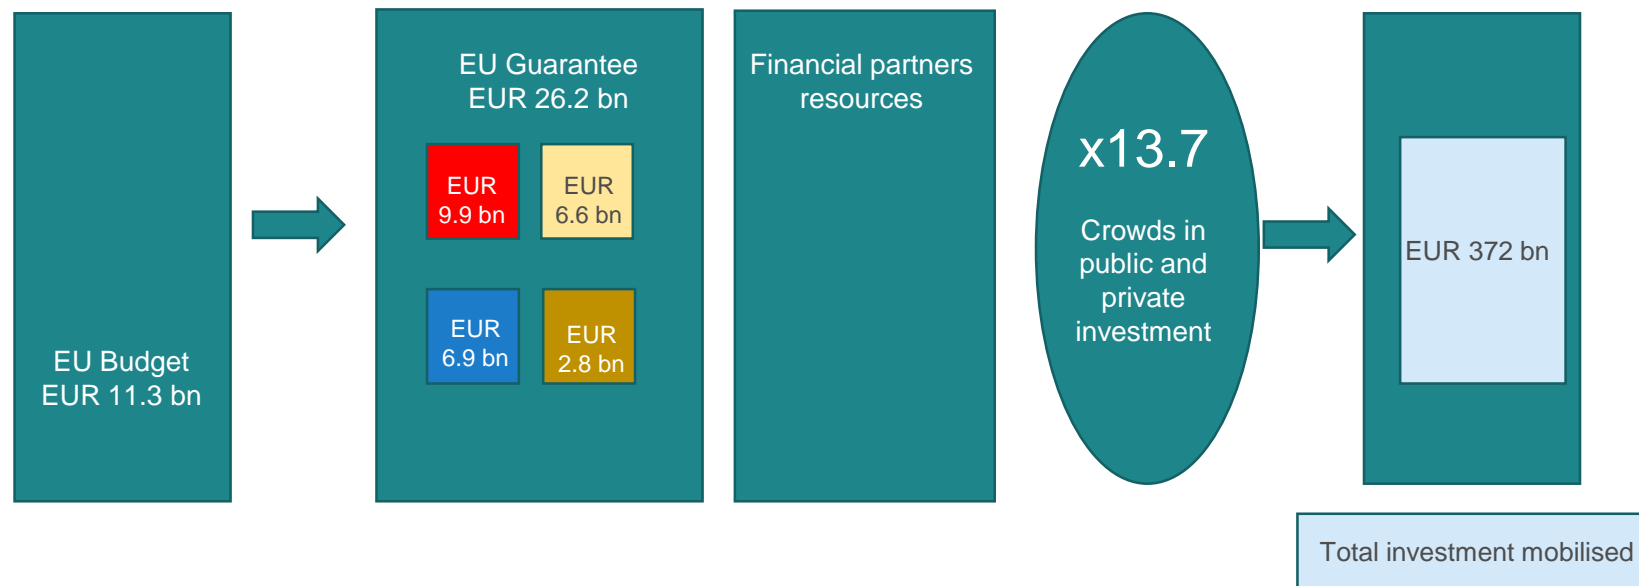 EU Budget
EUR 11.3 bn
EU Guarantee
EUR 26.2 bn
EUR
9.9 bn
EUR
6.6 bn
EUR
6.9 bn
EUR
2.8 bn
Financial partners
resources
x13.7
Crowds in
public and
private
investment
EUR 372 bn
Total investment mobilised